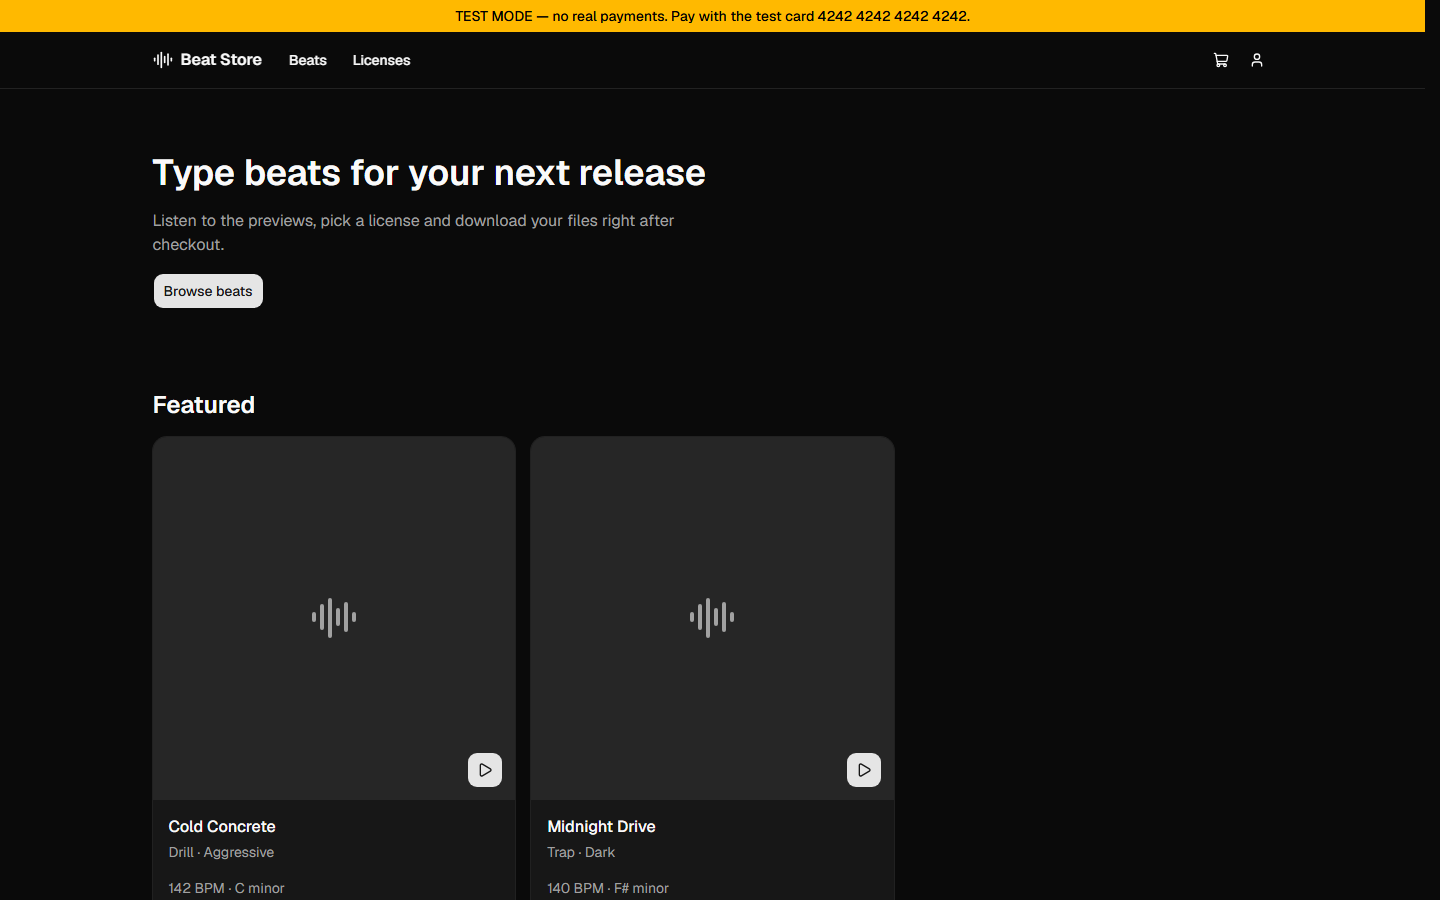 TEST MODE — no real payments. Pay with the test card 4242 4242 4242 4242.
Beat Store Beats Licenses
Type beats for your next release
Listen to the previews, pick a license and download your files right after
checkout.
Browse beats
Featured
Cold Concrete
Drill · Aggressive
142 BPM · C minor
Midnight Drive
Trap · Dark
140 BPM · F# minor